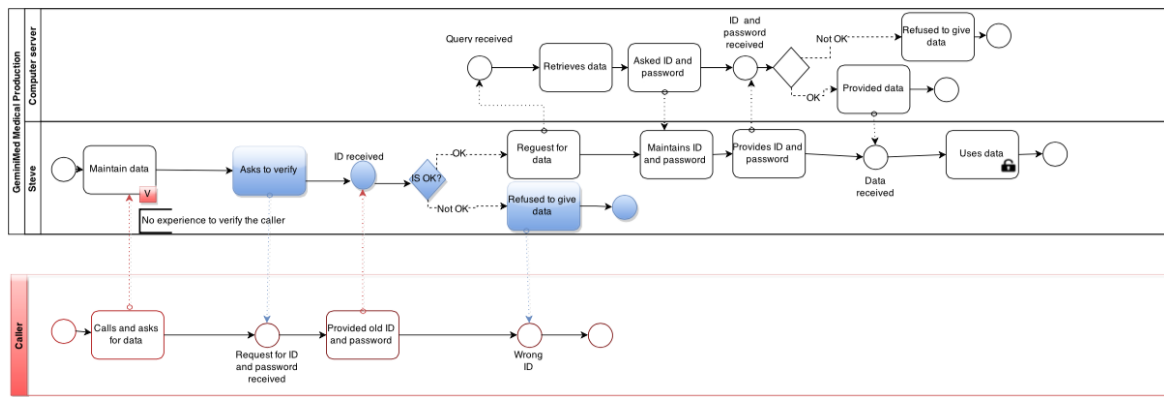 GeminiMed Medical Production
Computer server
Query received
Retrieves data
Asked ID and
password
ID and
password
received
Not OK
OK
Refused to give
data
Provided data
Steve
Maintain data
V
No experience to verify the caller
Asks to verify
ID received
IS OK?
OK
Not OK
Request for
data
Refused to give
data
Maintains ID
and password
Provides ID and
password
Data
received
Uses data
Caller
Calls and asks
for data
Request for ID
and password
received
Provided old ID
and password
Wrong
ID